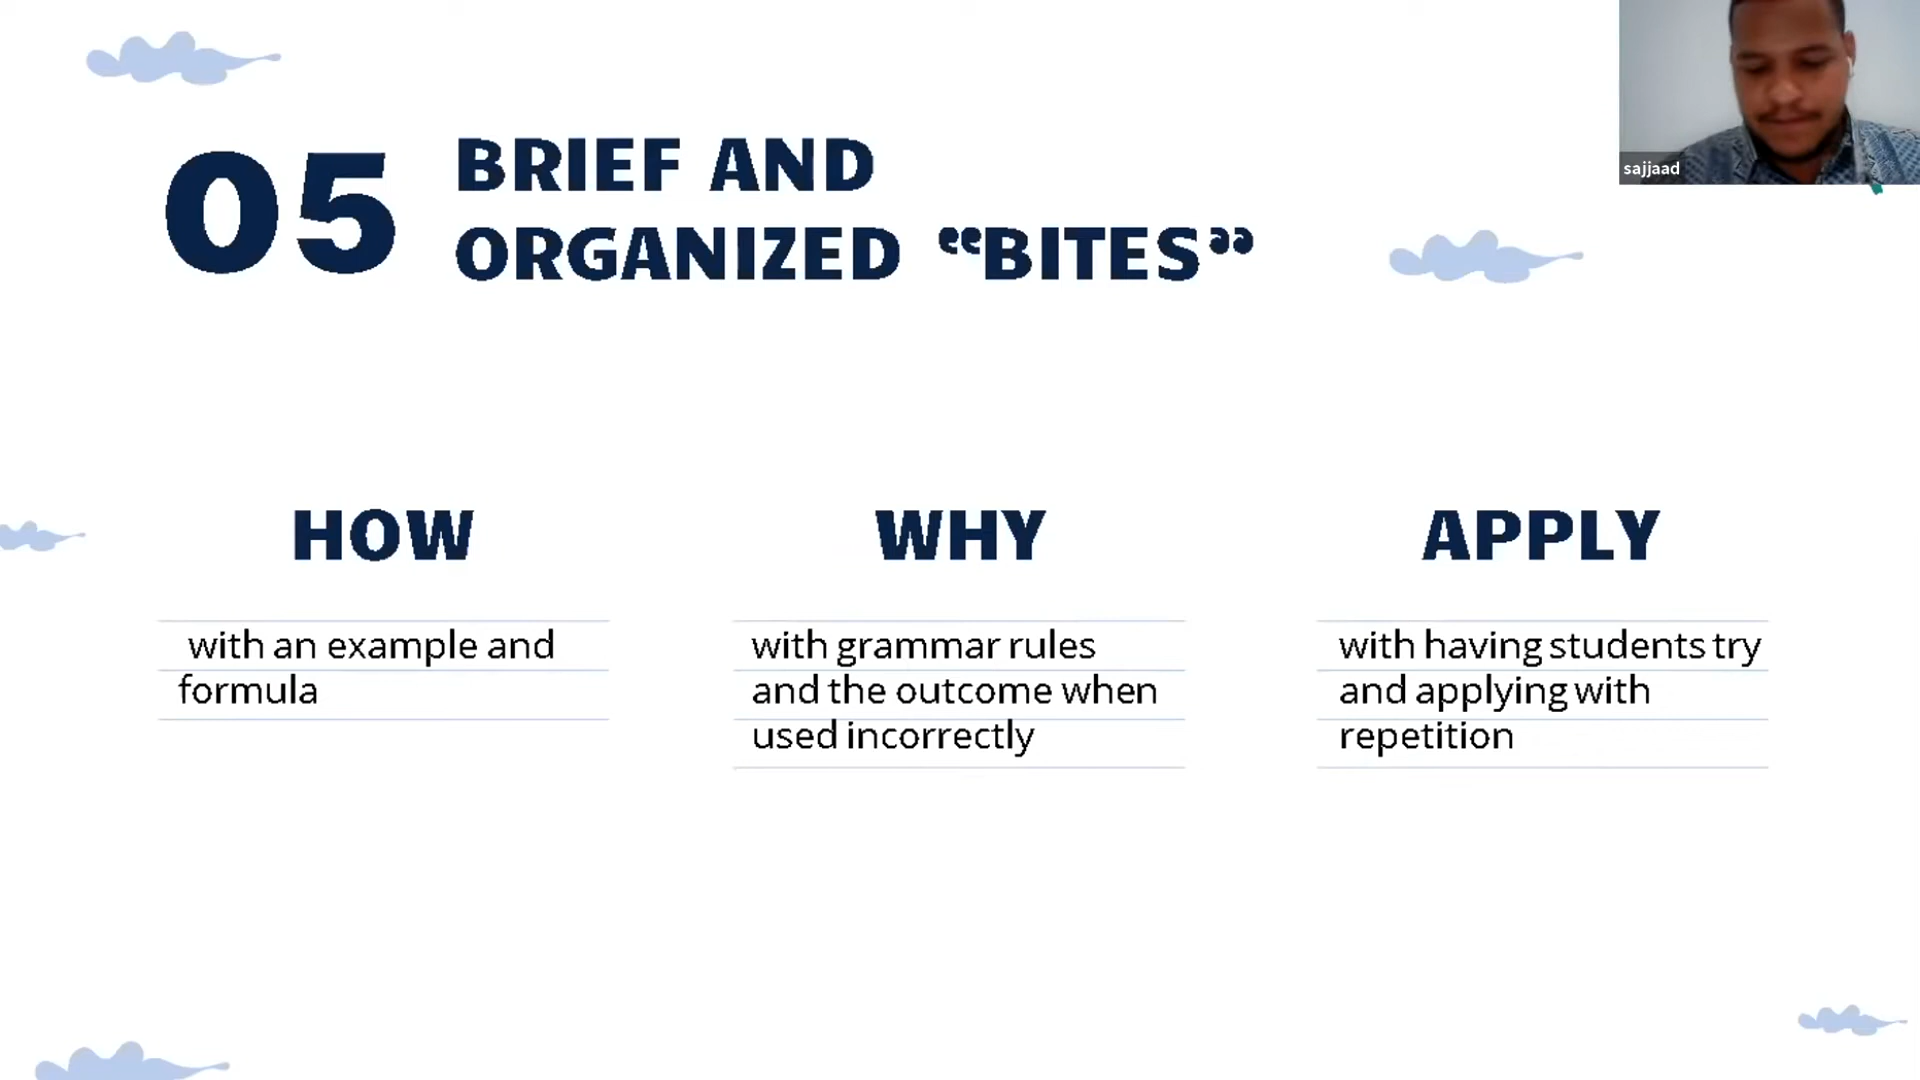 sajjaad
05
BRIEF AND
ORGANIZED “BITES”
HOW
with an example and
formula
WHY
with grammar rules
and the outcome when
used incorrectly
APPLY
with having students try
and applying with
repetition